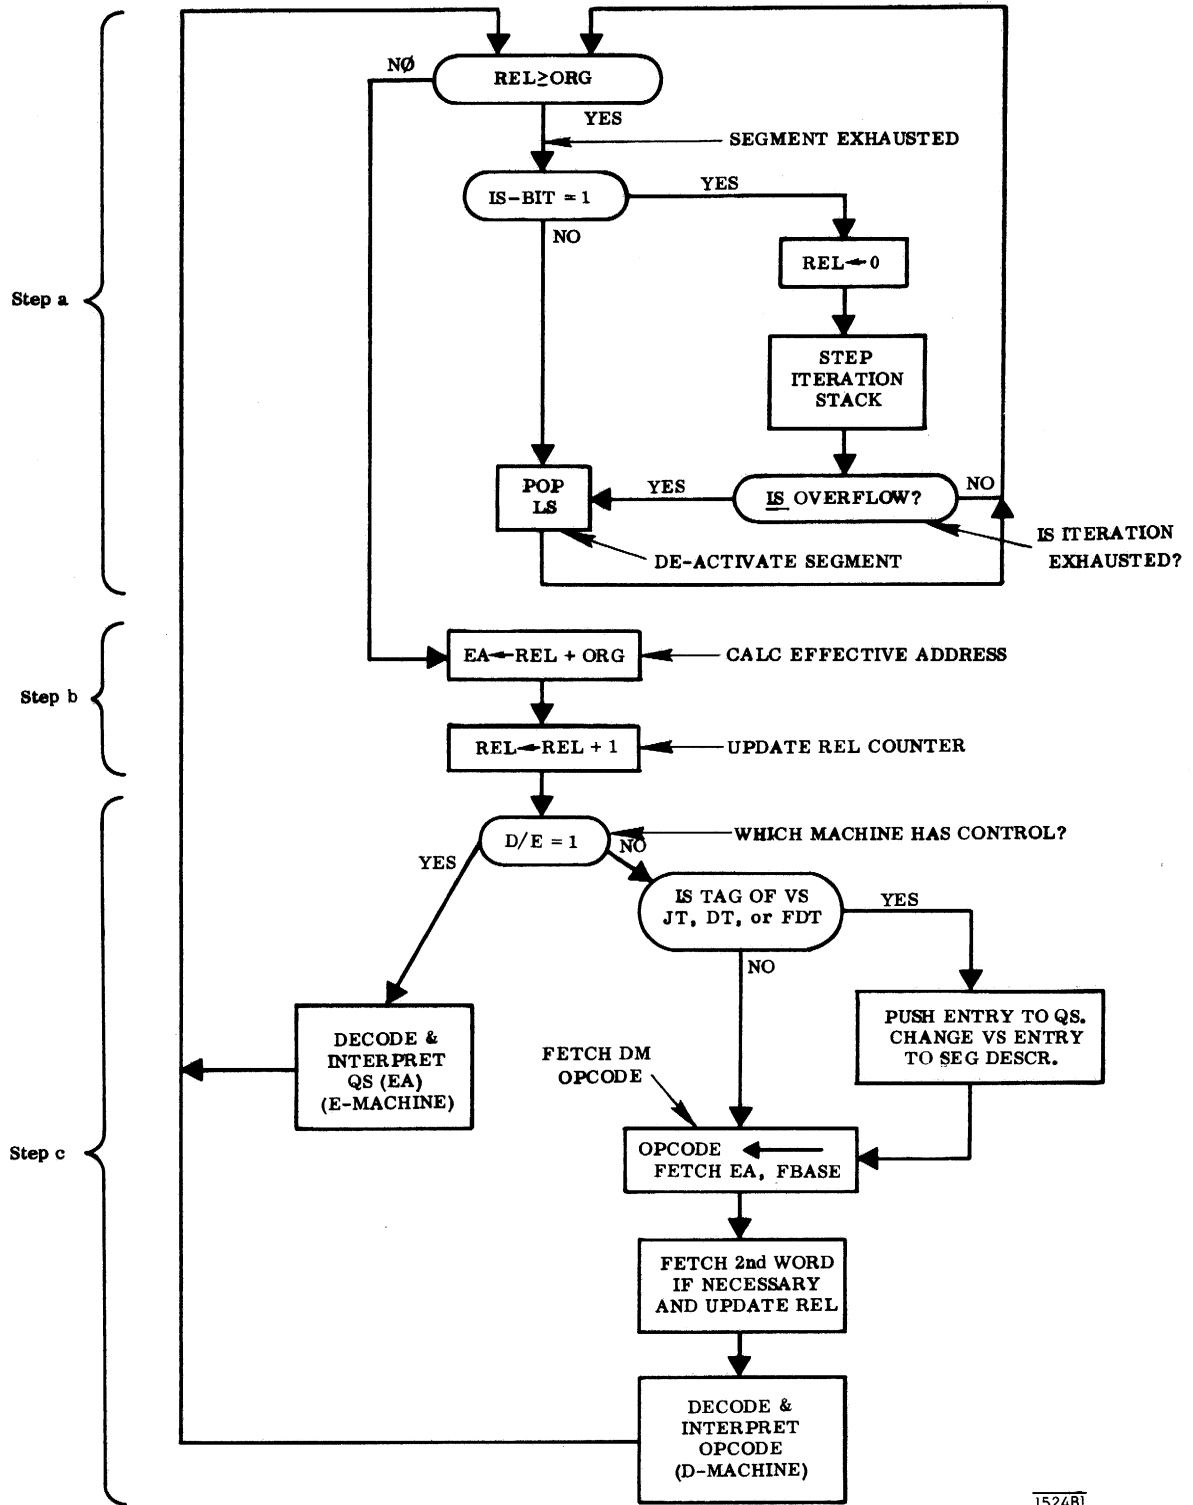 NØ
REL≥ORG
YES
SEGMENT EXHAUSTED
IS-BIT = 1
YES
NO
REL←0
Step a
STEP
ITERATION
STACK
POP
LS
YES
IS OVERFLOW?
NO
IS ITERATION
EXHAUSTED?
DE-ACTIVATE SEGMENT
Step b
EA←REL + ORG
CALC EFFECTIVE ADDRESS
REL←REL + 1
UPDATE REL COUNTER
D/E = 1
WHICH MACHINE HAS CONTROL?
YES
NO
IS TAG OF VS
JT, DT, or FDT
YES
NO
PUSH ENTRY TO QS.
CHANGE VS ENTRY
TO SEG DESCR.
DECODE &
INTERPRET
QS (EA)
(E-MACHINE)
FETCH DM
OPCODE
Step c
OPCODE ←
FETCH EA, FBASE
FETCH 2nd WORD
IF NECESSARY
AND UPDATE REL
DECODE &
INTERPRET
OPCODE
(D-MACHINE)
1524B1